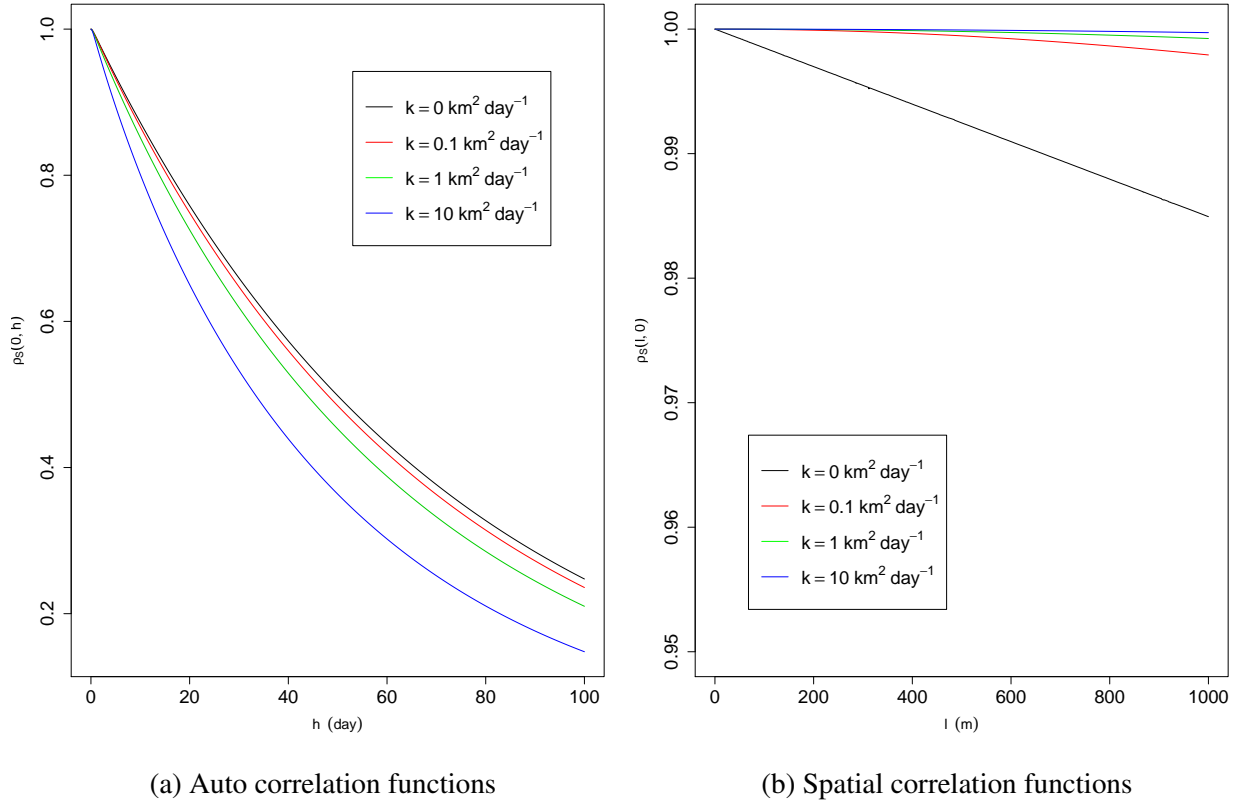 1.0
0.8
0.6
0.4
0.2
ρS(0, h)
k = 0 km² day⁻¹
k = 0.1 km² day⁻¹
k = 1 km² day⁻¹
k = 10 km² day⁻¹
0 20 40 60 80 100
h (day)
(a) Auto correlation functions
1.00
0.99
0.98
0.97
0.96
0.95
ρS(l, 0)
k = 0 km² day⁻¹
k = 0.1 km² day⁻¹
k = 1 km² day⁻¹
k = 10 km² day⁻¹
0 200 400 600 800 1000
l (m)
(b) Spatial correlation functions